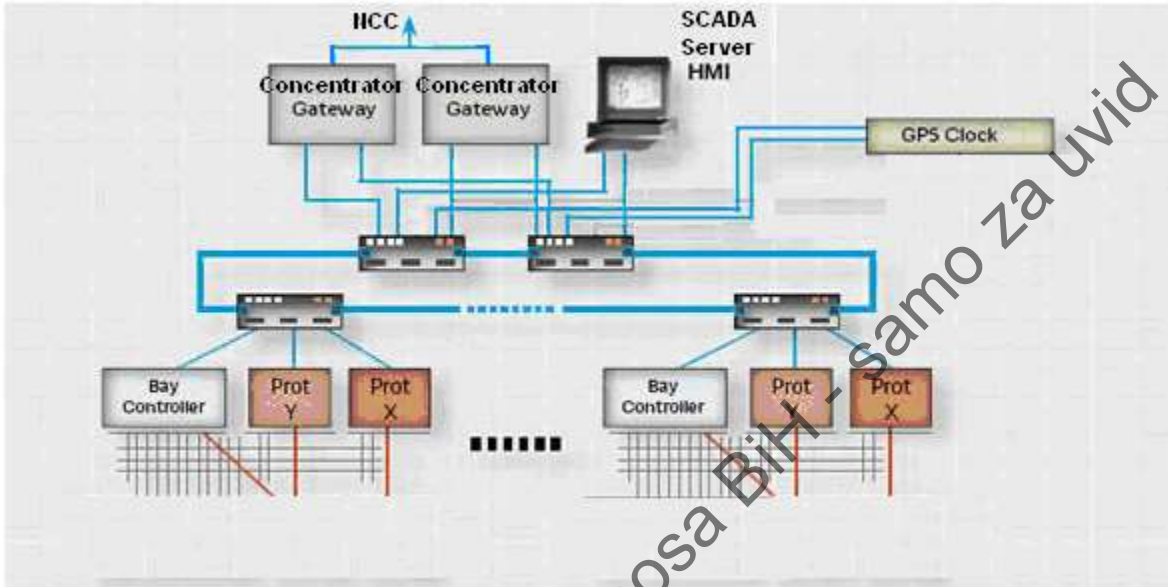 NCC
SCADA
Server
HMI
Concentrator
Gateway
Concentrator
Gateway
GPS Clock
Bay
Controller
Prot
Y
Prot
X
Bay
Controller
Prot
Prot
X
osa BiH - samo za uvid